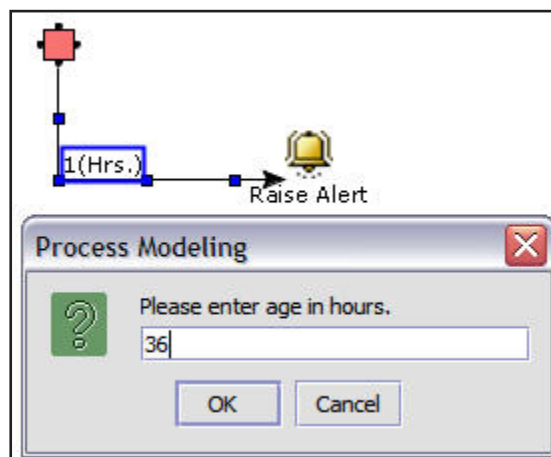 1(Hrs.)
Raise Alert
Process Modeling
Please enter age in hours.
36
OK
Cancel